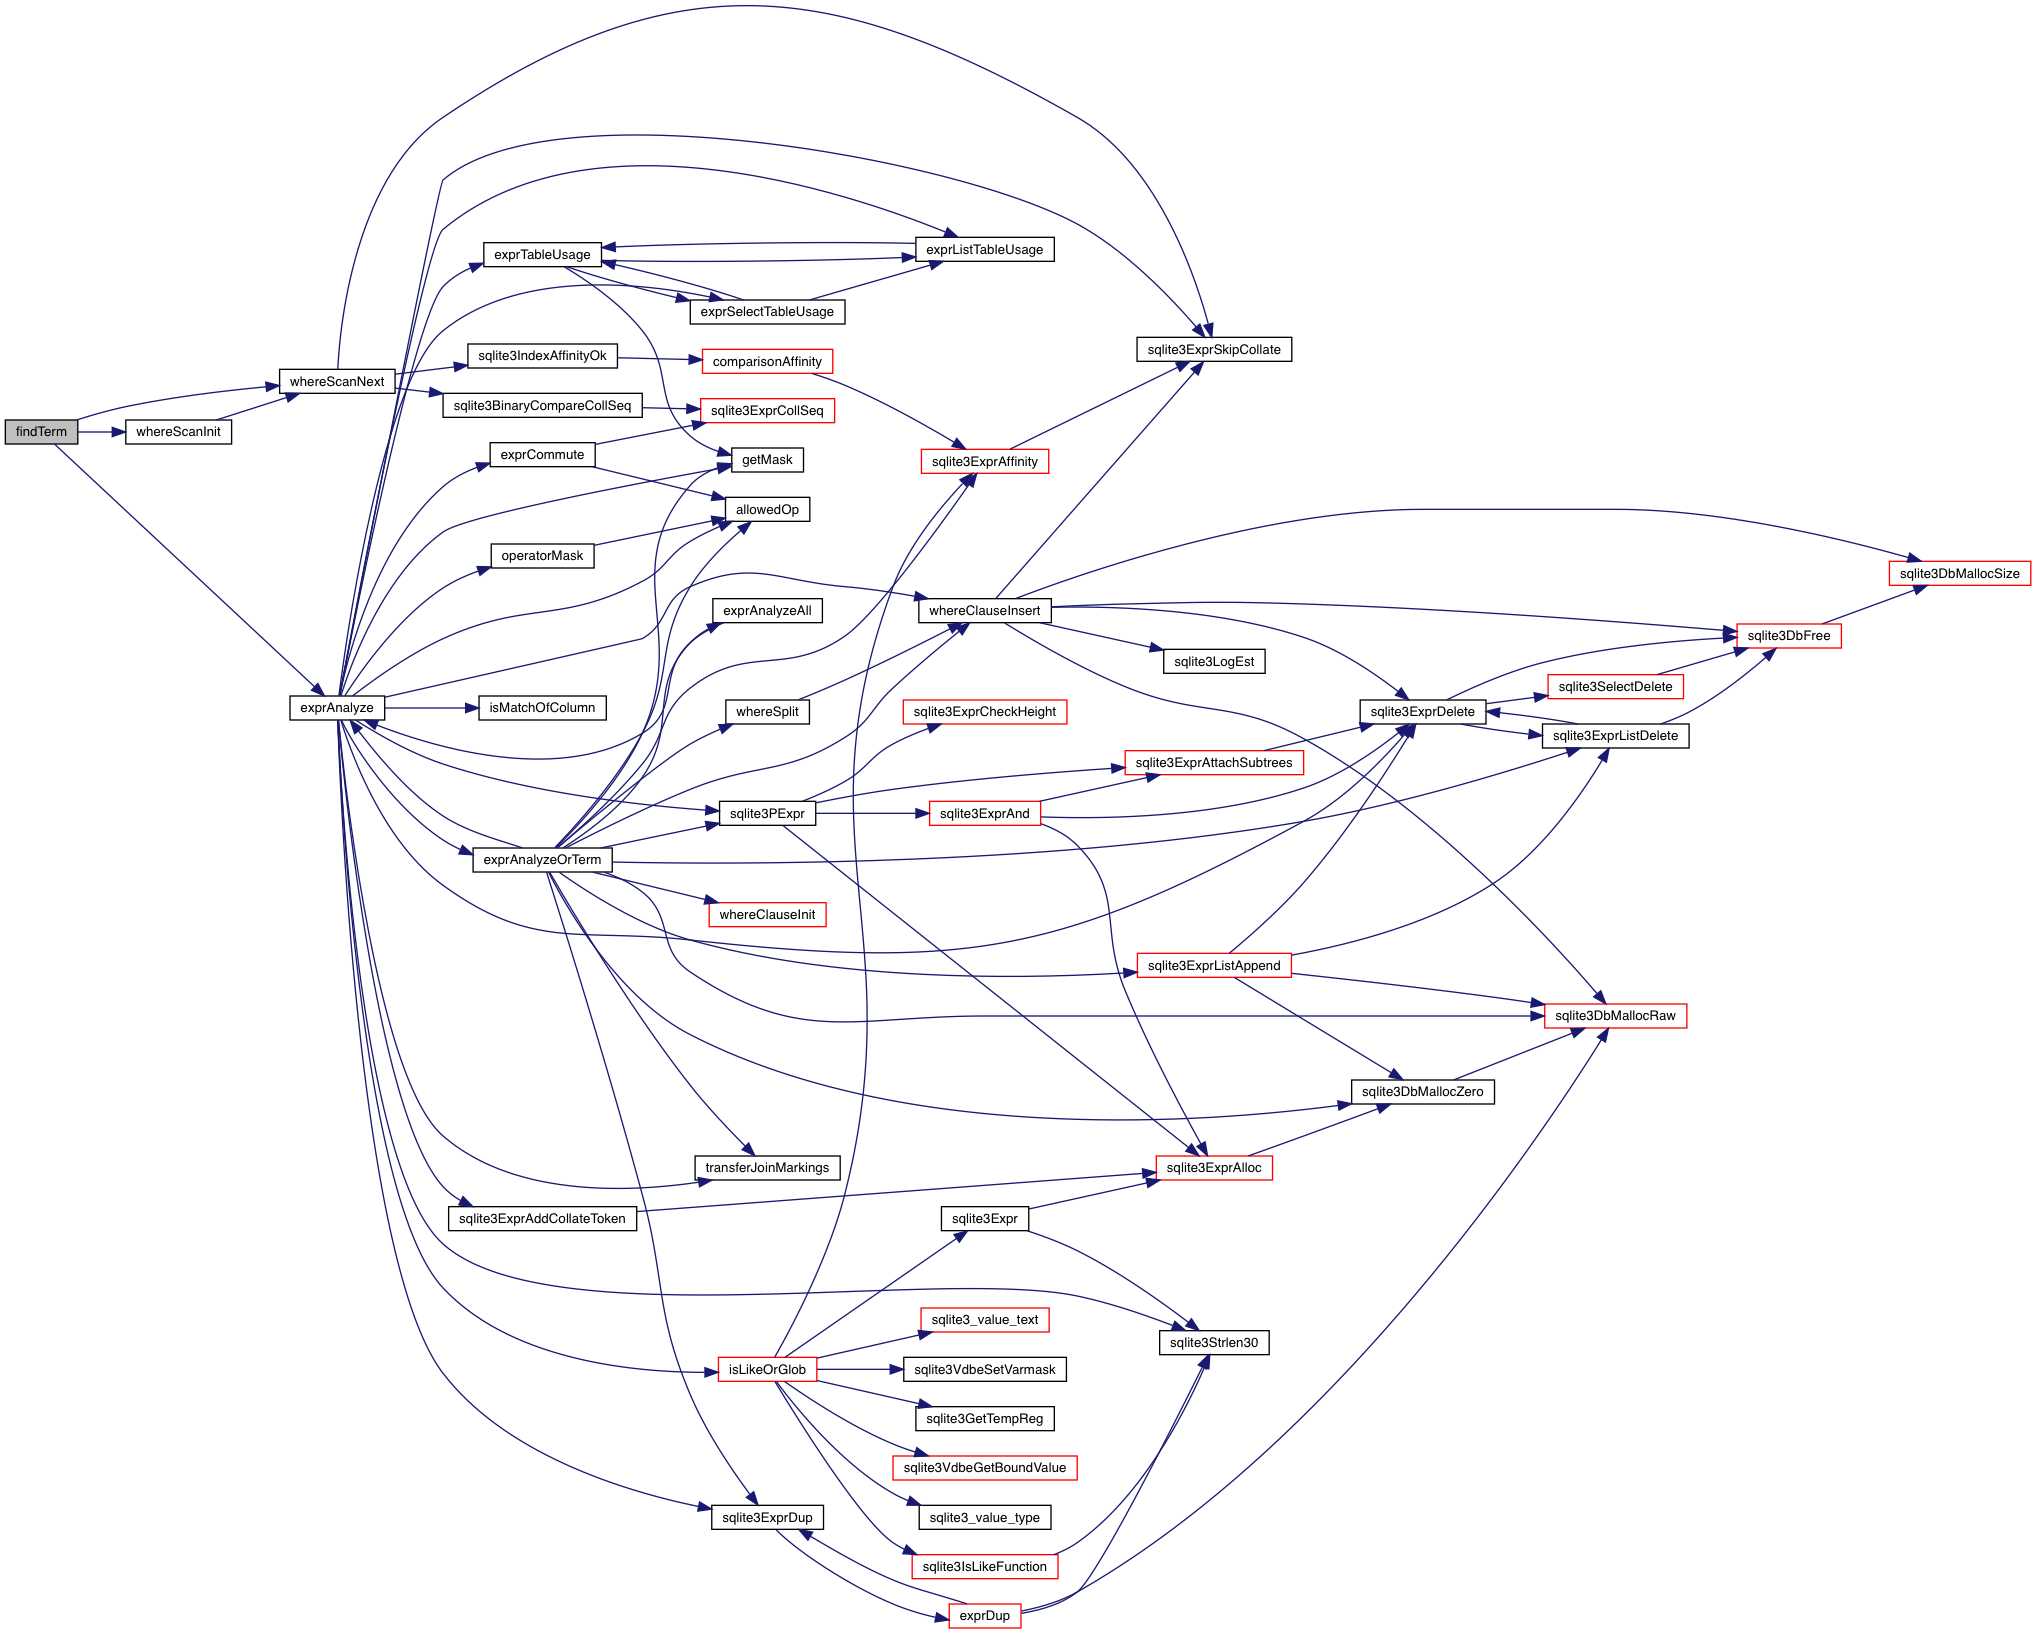 findTerm
whereScanInit
whereScanNext
exprAnalyze
exprTableUsage
sqlite3IndexAffinityOk
sqlite3BinaryCompareCollSeq
exprCommute
operatorMask
isMatchOfColumn
exprAnalyzeOrTerm
sqlite3ExprAddCollateToken
exprSelectTableUsage
comparisonAffinity
sqlite3ExprCollSeq
getMask
allowedOp
exprAnalyzeAll
whereSplit
sqlite3PExpr
whereClauseInit
transferJoinMarkings
isLikeOrGlob
sqlite3ExprDup
exprListTableUsage
sqlite3ExprAffinity
whereClauseInsert
sqlite3ExprCheckHeight
sqlite3ExprAnd
sqlite3Expr
sqlite3_value_text
sqlite3VdbeSetVarmask
sqlite3GetTempReg
sqlite3VdbeGetBoundValue
sqlite3_value_type
sqlite3IsLikeFunction
exprDup
sqlite3ExprSkipCollate
sqlite3LogEst
sqlite3ExprAttachSubtrees
sqlite3ExprListAppend
sqlite3ExprAlloc
sqlite3Strlen30
sqlite3ExprDelete
sqlite3DbMallocZero
sqlite3SelectDelete
sqlite3ExprListDelete
sqlite3DbMallocRaw
sqlite3DbFree
sqlite3DbMallocSize